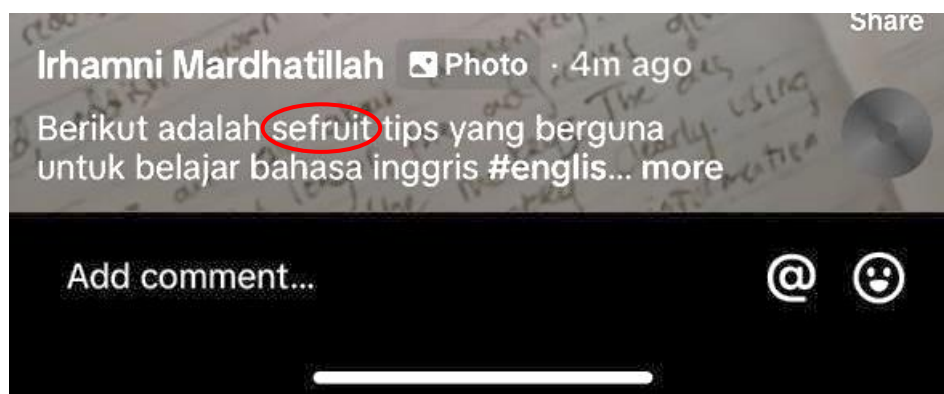 Share
Irhamni Mardhatillah Photo · 4m ago
Berikut adalah sefruit tips yang berguna
untuk belajar bahasa inggris #englis... more
Add comment...
@